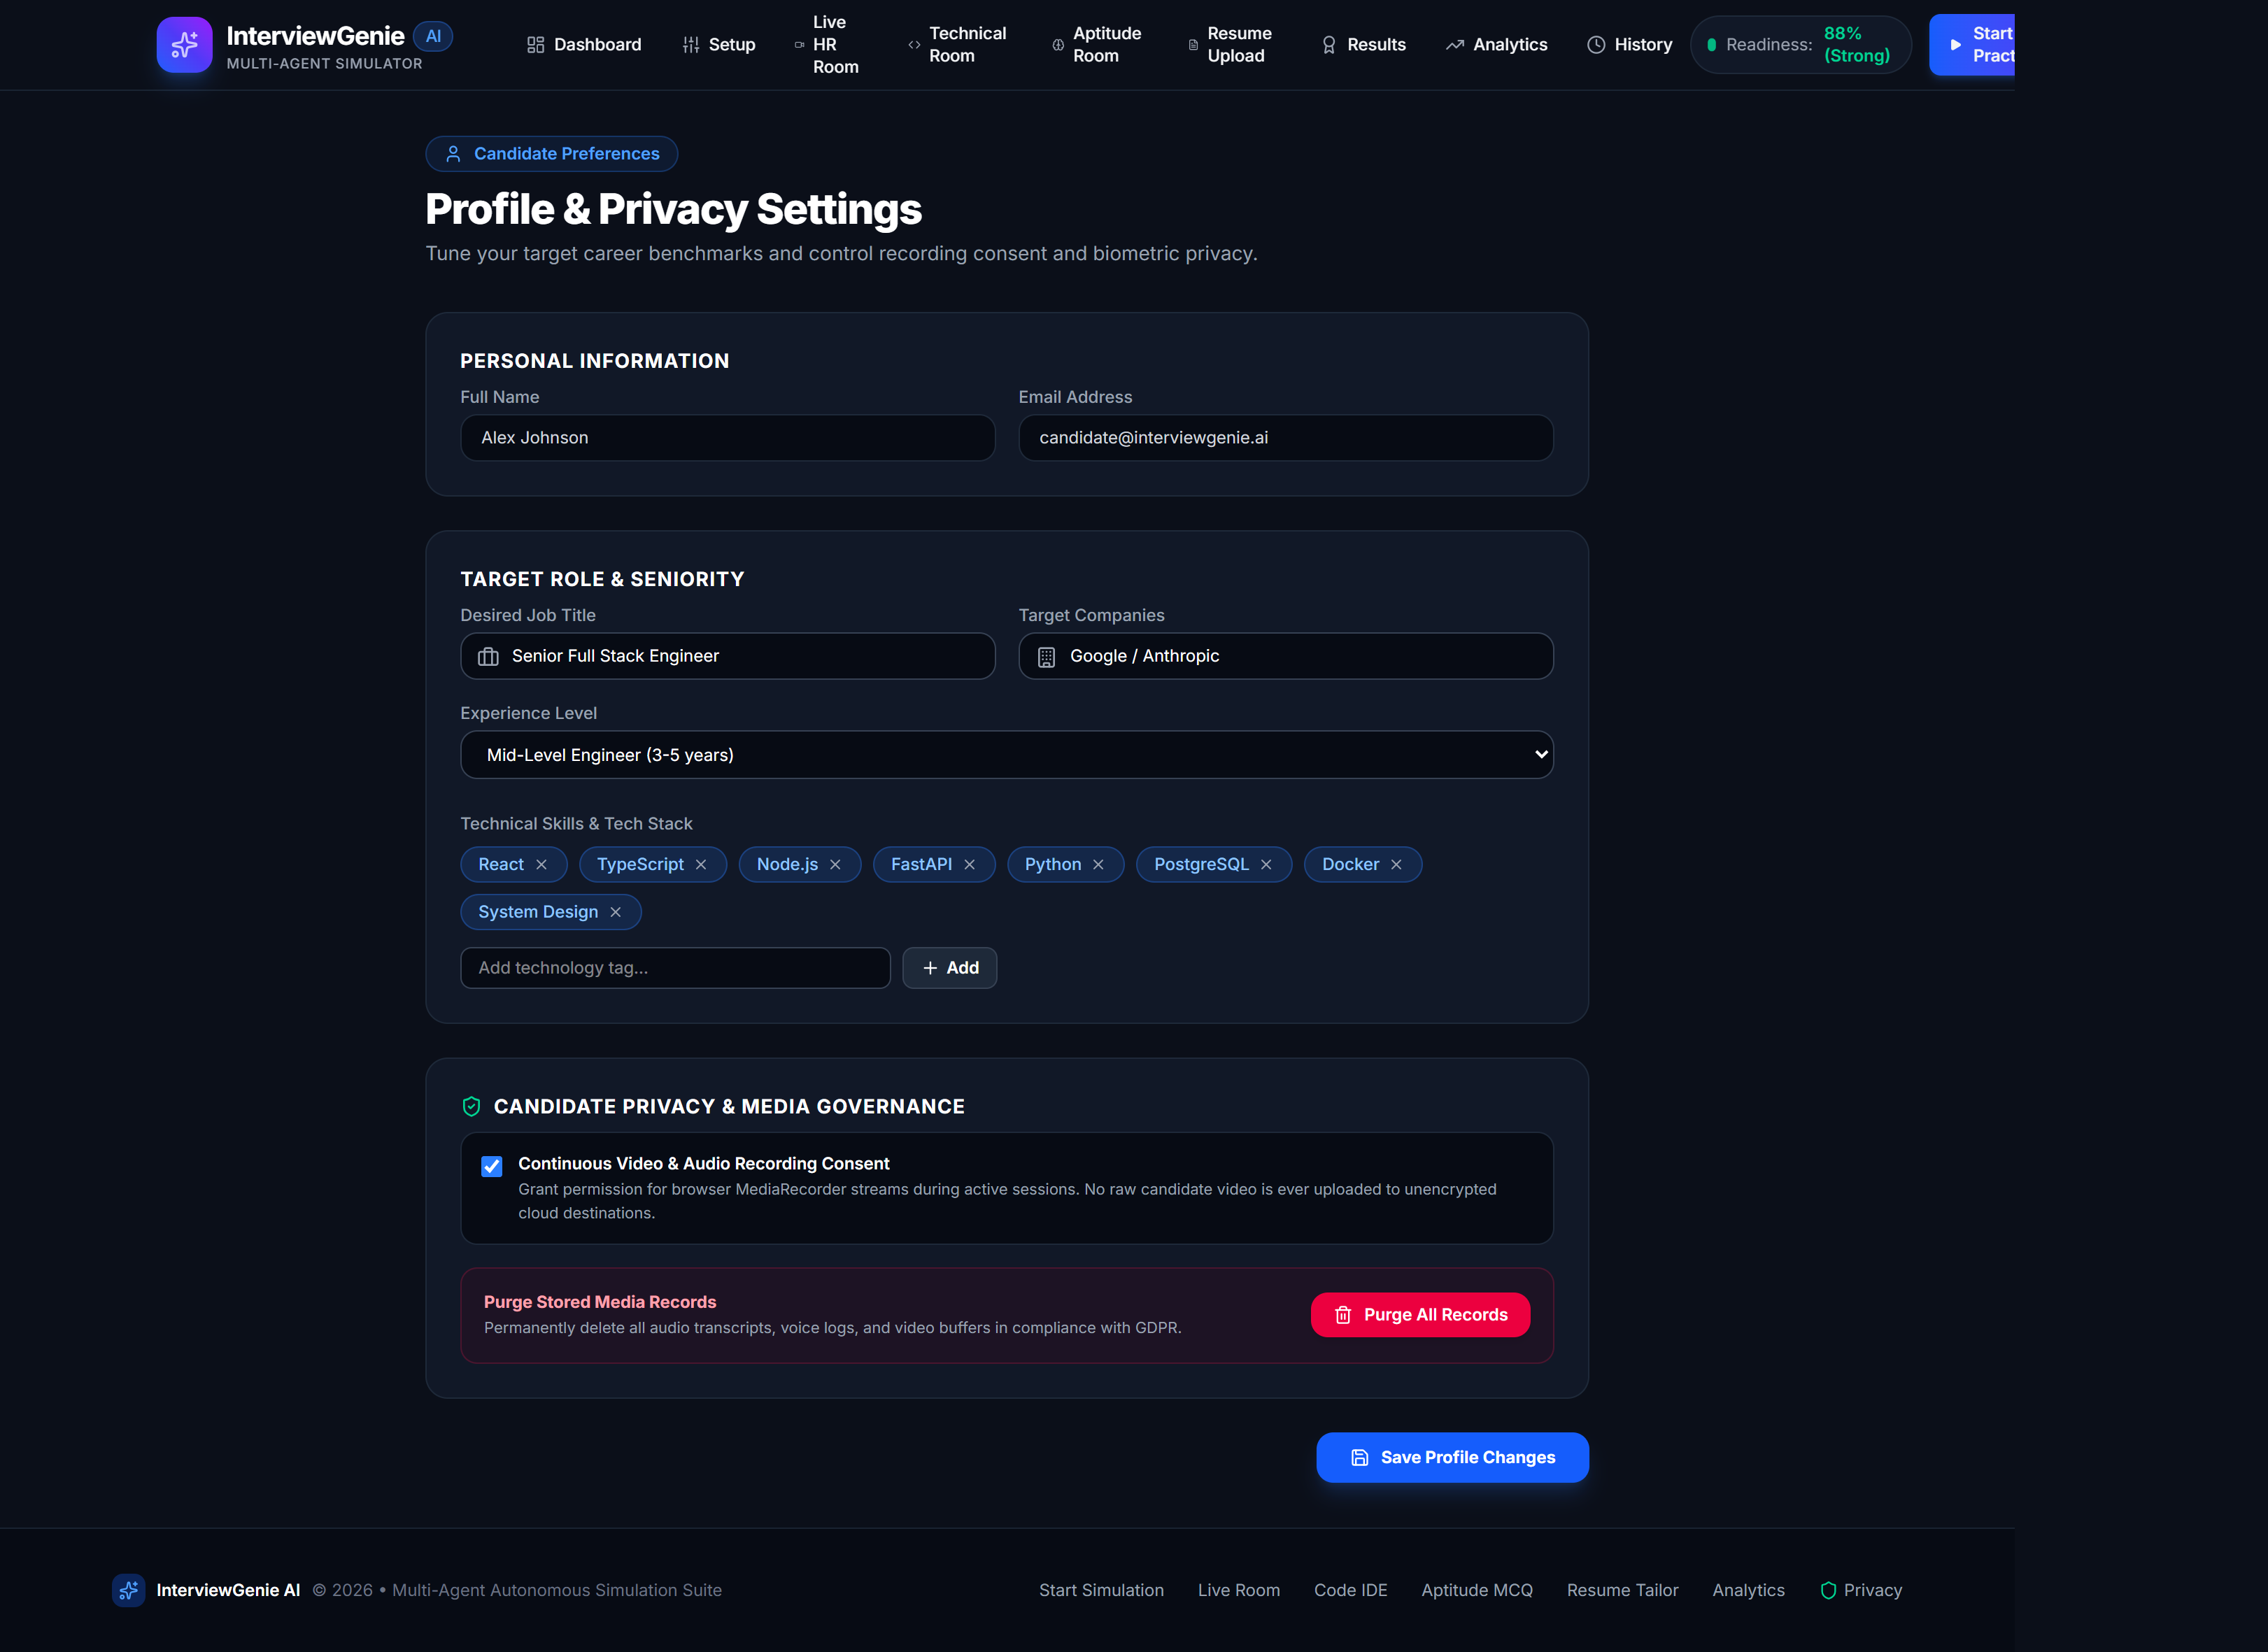 InterviewGenie AI
MULTI-AGENT SIMULATOR
Dashboard
Setup
Live
HR
Room
Technical
Room
Aptitude
Room
Resume
Upload
Results
Analytics
History
Readiness: 88%
(Strong)
Start
Pract
Candidate Preferences
Profile & Privacy Settings
Tune your target career benchmarks and control recording consent and biometric privacy.
PERSONAL INFORMATION
Full Name
Alex Johnson
Email Address
candidate@interviewgenie.ai
TARGET ROLE & SENIORITY
Desired Job Title
Senior Full Stack Engineer
Target Companies
Google / Anthropic
Experience Level
Mid-Level Engineer (3-5 years)
Technical Skills & Tech Stack
React
TypeScript
Node.js
FastAPI
Python
PostgreSQL
Docker
System Design
Add technology tag...
Add
CANDIDATE PRIVACY & MEDIA GOVERNANCE
Continuous Video & Audio Recording Consent
Grant permission for browser MediaRecorder streams during active sessions. No raw candidate video is ever uploaded to unencrypted
cloud destinations.
Purge Stored Media Records
Permanently delete all audio transcripts, voice logs, and video buffers in compliance with GDPR.
Purge All Records
Save Profile Changes
InterviewGenie AI © 2026 • Multi-Agent Autonomous Simulation Suite
Start Simulation
Live Room
Code IDE
Aptitude MCQ
Resume Tailor
Analytics
Privacy